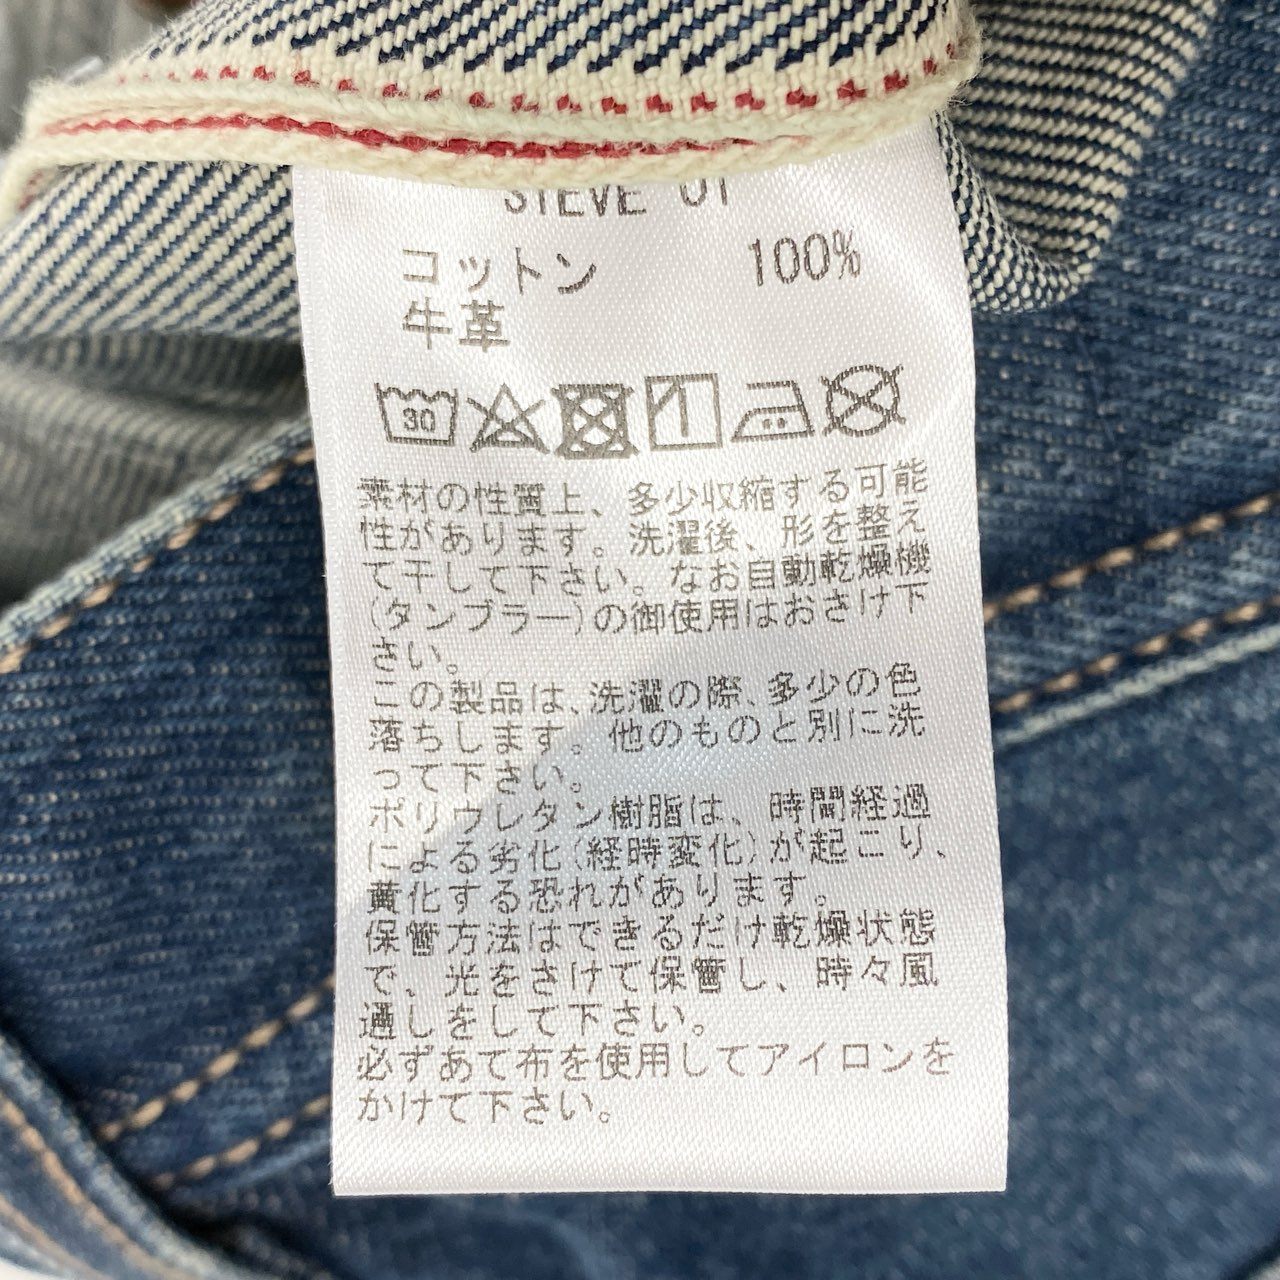 STEVE 01
コットン 100%
牛革
30
素材の性質上、多少収縮する可能
性があります。洗濯後、形を整え
て干して下さい。なお自動乾燥機
(タンブラー)の御使用はおさけ下
さい。
この製品は、洗濯の際、多少の色
落ちします。他のものと別に洗
って下さい。
ポリウレタン樹脂は、時間経過
による劣化(経時変化)が起こり、
黄化する恐れがあります。
保管方法はできるだけ乾燥状態
で、光をさけて保管し、時々風
通しをして下さい。
必ずあて布を使用してアイロンを
かけて下さい。